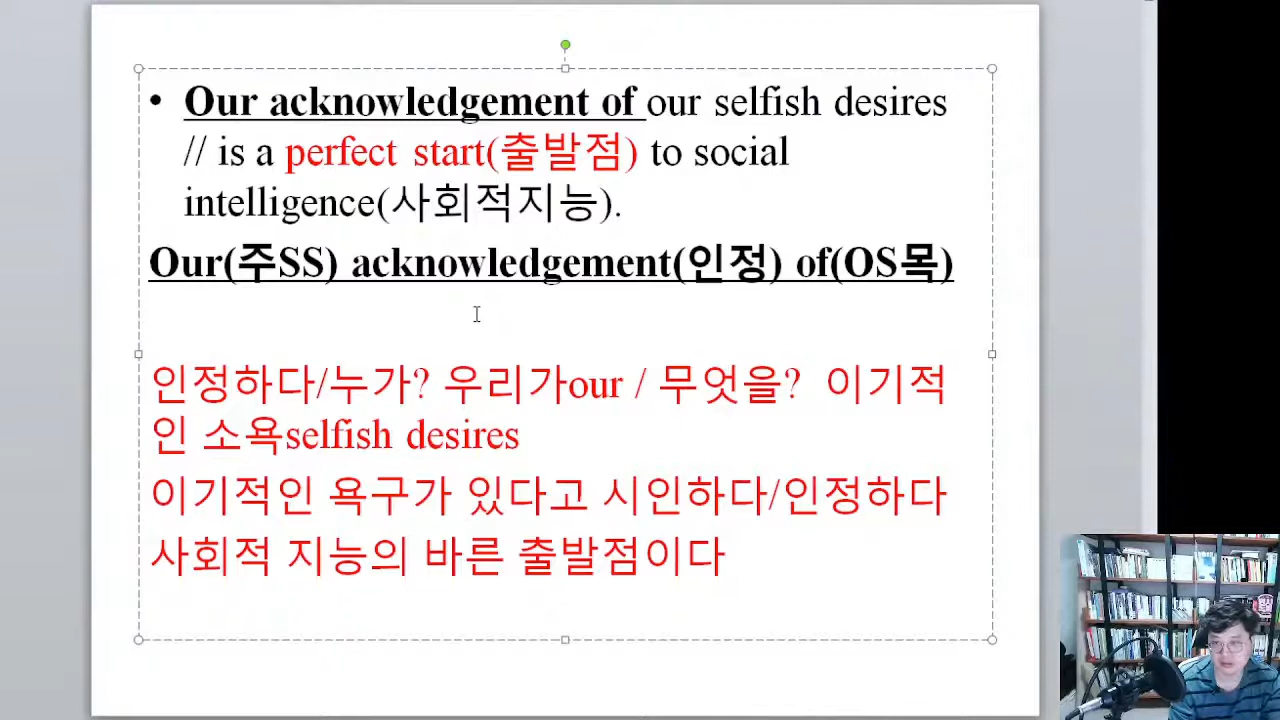 • Our acknowledgement of our selfish desires
// is a perfect start(출발점) to social
intelligence(사회적지능).
Our(주SS) acknowledgement(인정) of(OS목)
인정하다/누가? 우리가our / 무엇을? 이기적
인 소욕selfish desires
이기적인 욕구가 있다고 시인하다/인정하다
사회적 지능의 바른 출발점이다